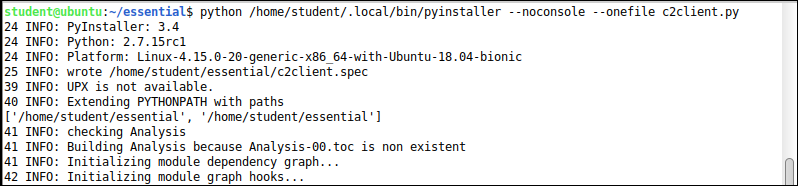 student@ubuntu:~/essential$ python /home/student/.local/bin/pyinstaller --noconsole --onefile c2client.py
24 INFO: PyInstaller: 3.4
24 INFO: Python: 2.7.15rc1
24 INFO: Platform: Linux-4.15.0-20-generic-x86_64-with-Ubuntu-18.04-bionic
25 INFO: wrote /home/student/essential/c2client.spec
39 INFO: UPX is not available.
40 INFO: Extending PYTHONPATH with paths
['/home/student/essential', '/home/student/essential']
41 INFO: checking Analysis
41 INFO: Building Analysis because Analysis-00.toc is non existent
41 INFO: Initializing module dependency graph...
42 INFO: Initializing module graph hooks...